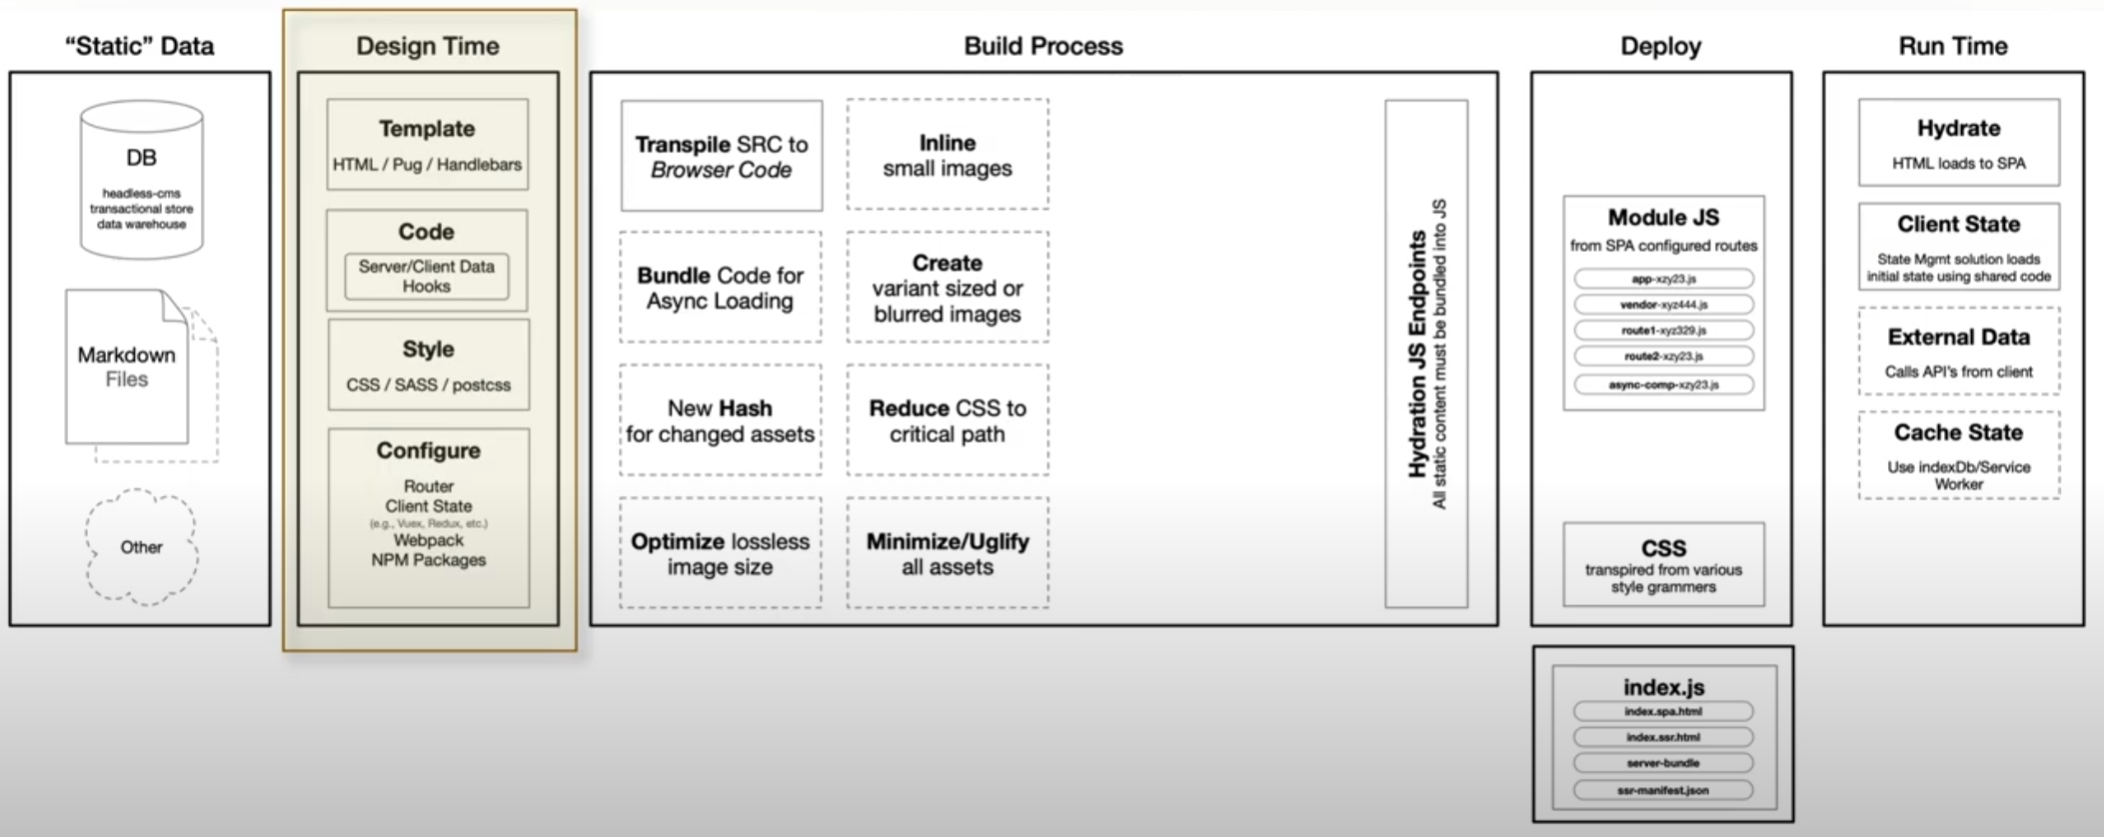 “Static” Data
DB
headless-cms
transactional store
data warehouse
Markdown
Files
Other
Design Time
Template
HTML / Pug / Handlebars
Code
Server/Client Data
Hooks
Style
CSS / SASS / postcss
Configure
Router
Client State
(e.g., Vuex, Redux, etc.)
Webpack
NPM Packages
Build Process
Transpile SRC to
Browser Code
Inline
small images
Bundle Code for
Async Loading
Create
variant sized or
blurred images
New Hash
for changed assets
Reduce CSS to
critical path
Optimize lossless
image size
Minimize/Uglify
all assets
Hydration JS Endpoints
All static content must be bundled into JS
Deploy
Module JS
from SPA configured routes
app-xzy23.js
vendor-xyz444.js
route1-xyz329.js
route2-xzy23.js
async-comp-xzy23.js
CSS
transpired from various
style grammers
index.js
index.spa.html
index.ssr.html
server-bundle
ssr-manifest.json
Run Time
Hydrate
HTML loads to SPA
Client State
State Mgmt solution loads
initial state using shared code
External Data
Calls API's from client
Cache State
Use indexDb/Service
Worker